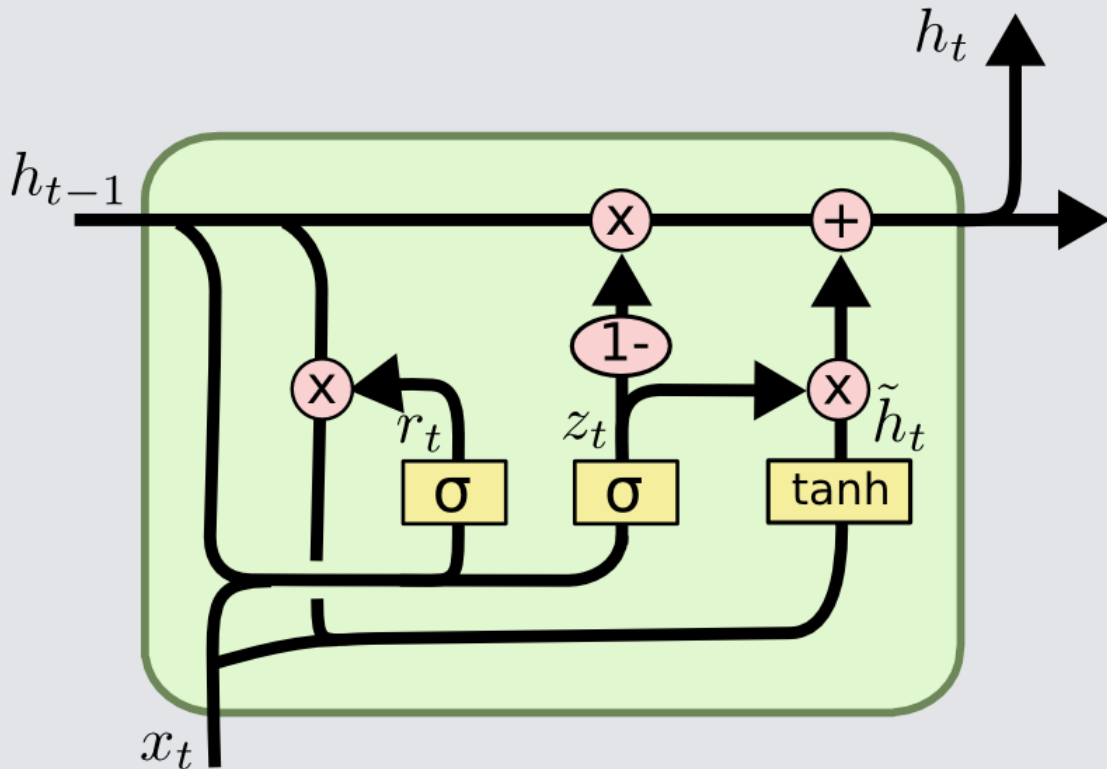 h_t
h_{t-1}
x +
1-
x x
r_t z_t h̃_t
σ σ tanh
x_t